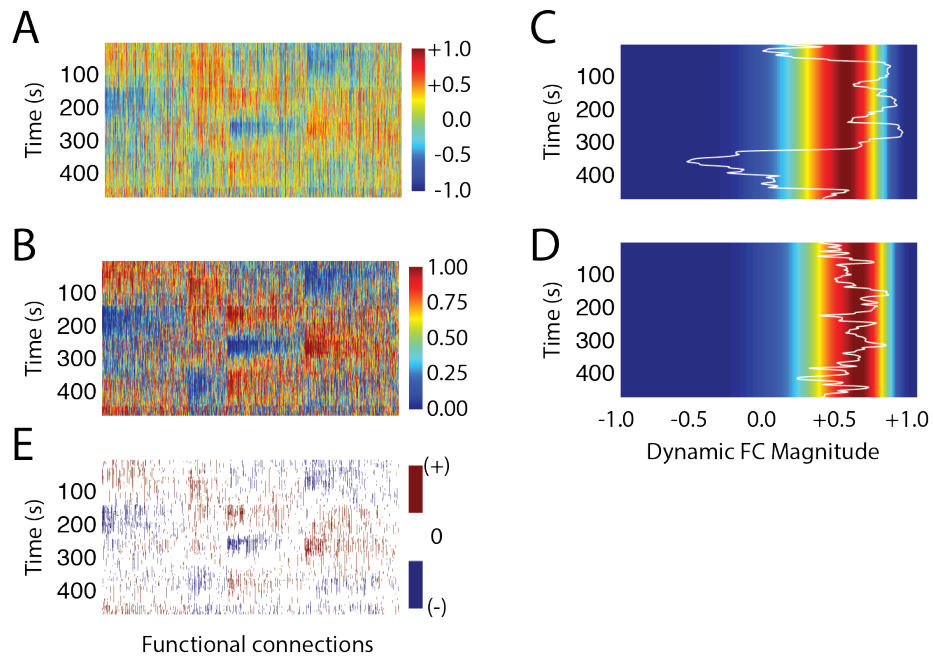 A
Time (s)
100
200
300
400
+1.0
+0.5
0.0
-0.5
-1.0
B
Time (s)
100
200
300
400
1.00
0.75
0.50
0.25
0.00
E
Time (s)
100
200
300
400
(+)
0
(-)
Functional connections
C
Time (s)
100
200
300
400
D
Time (s)
100
200
300
400
-1.0 -0.5 0.0 +0.5 +1.0
Dynamic FC Magnitude